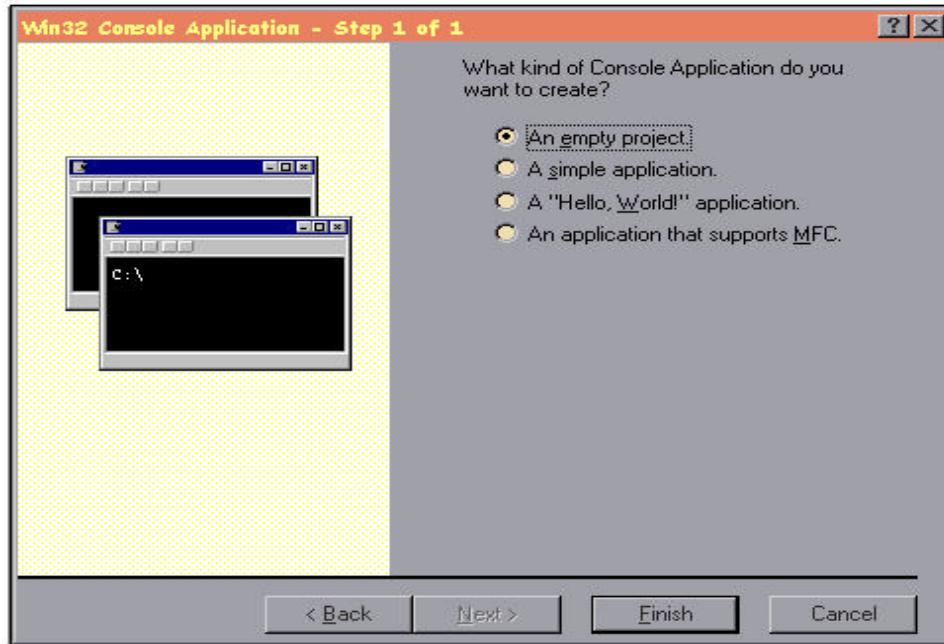 Win32 Console Application - Step 1 of 1
What kind of Console Application do you
want to create?
An empty project.
A simple application.
A "Hello, World!" application.
An application that supports MFC.
C:\
< Back
Next >
Finish
Cancel